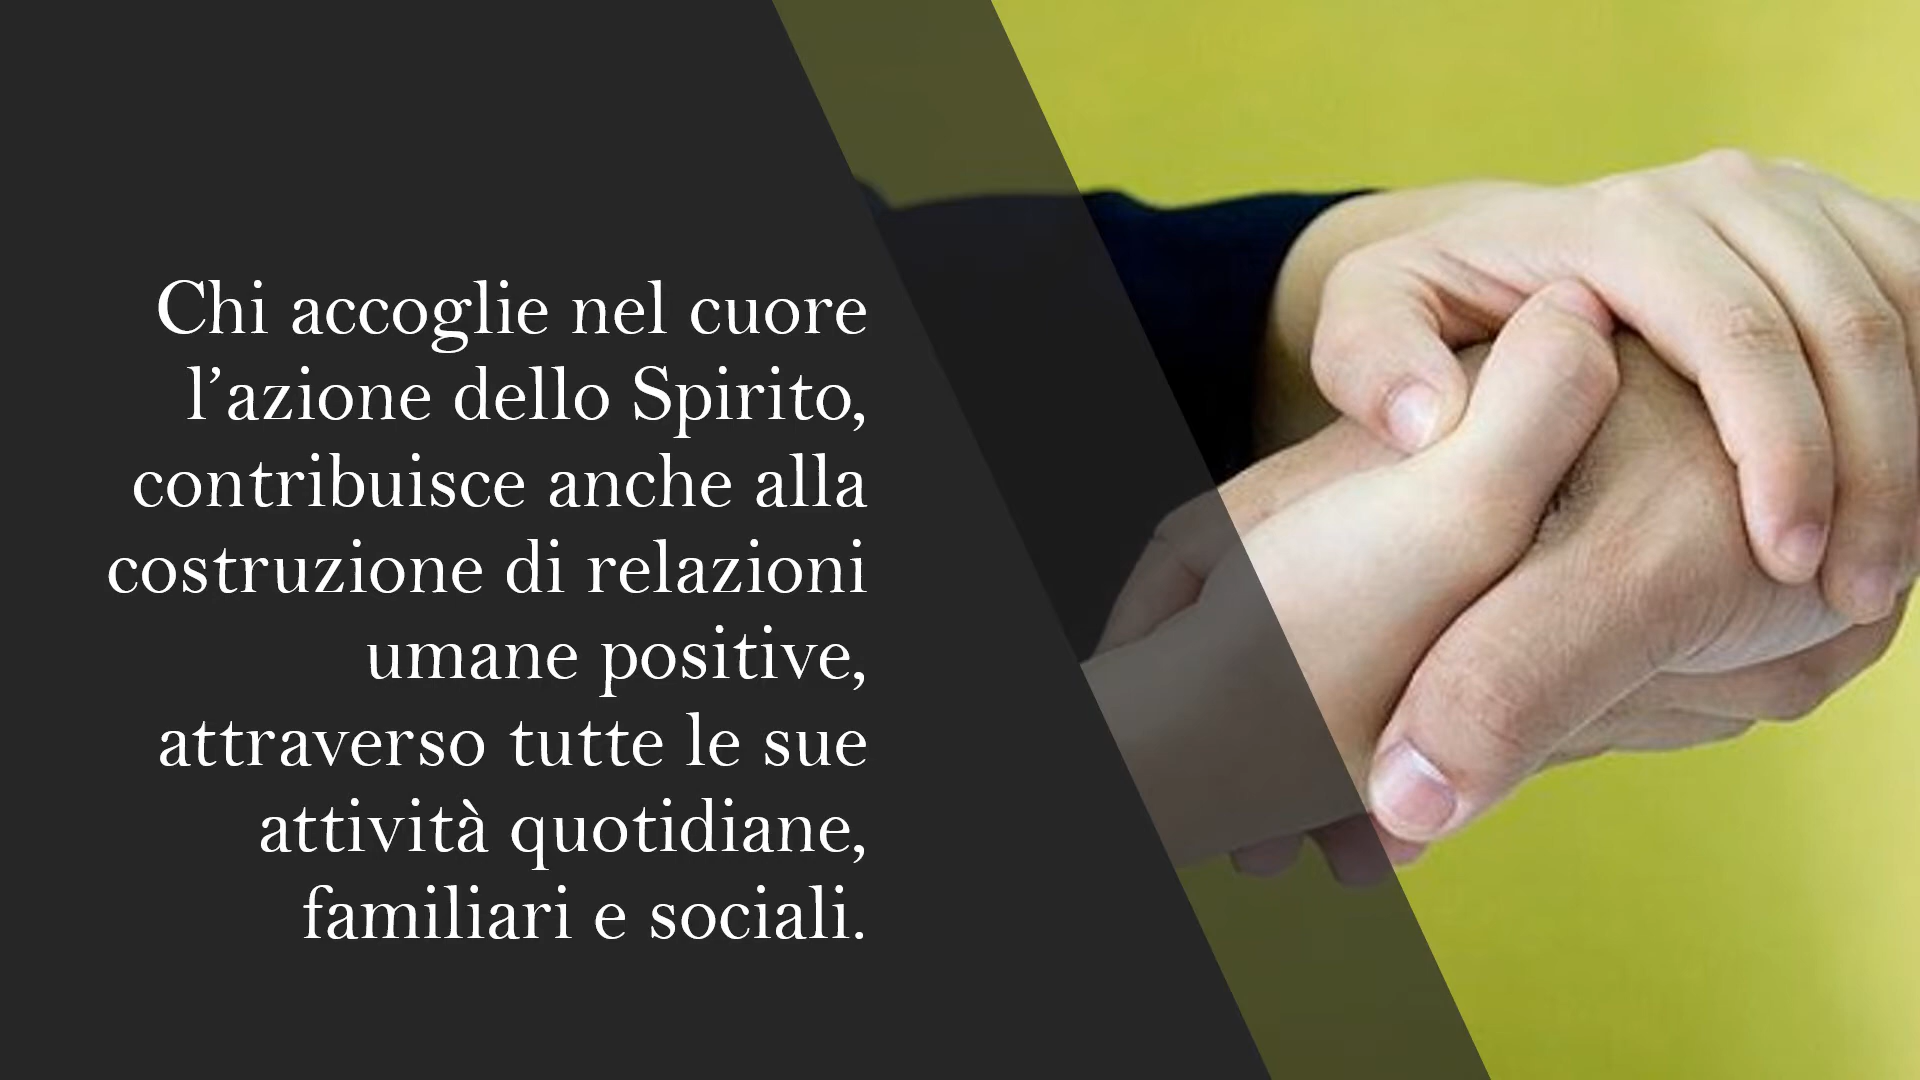 Chi accoglie nel cuore
l’azione dello Spirito,
contribuisce anche alla
costruzione di relazioni
umane positive,
attraverso tutte le sue
attività quotidiane,
familiari e sociali.